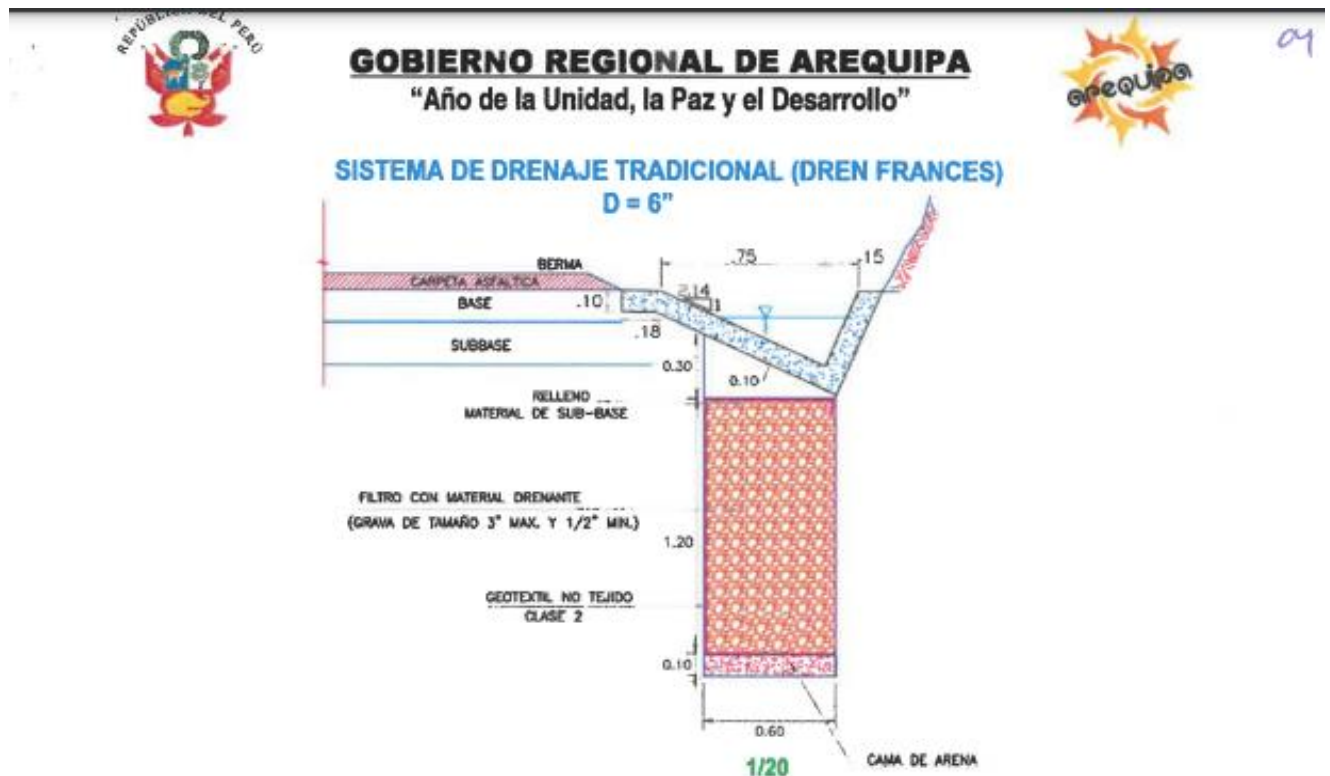 REPÚBLICA DEL PERÚ
GOBIERNO REGIONAL DE AREQUIPA
“Año de la Unidad, la Paz y el Desarrollo”
arequipa
SISTEMA DE DRENAJE TRADICIONAL (DREN FRANCES)
D = 6”
BERMA
.75
.15
CARPETA ASFALTICA
BASE
.10
2.14
1
.18
SUBBASE
0.30
0.10
RELLENO
MATERIAL DE SUB-BASE
FILTRO CON MATERIAL DRENANTE
(GRAVA DE TAMAÑO 3" MAX. Y 1/2" MIN.)
1.20
GEOTEXTIL NO TEJIDO
CLASE 2
0.10
0.60
1/20
CAMA DE ARENA